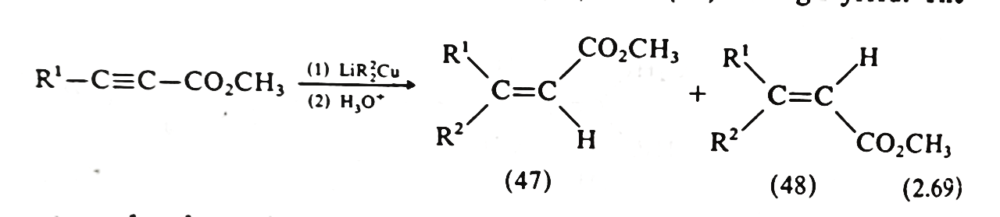 R¹—C≡C—CO₂CH₃ (1) LiR²₂Cu (2) H₃O⁺ R¹ R² C=C CO₂CH₃ H + R¹ R² C=C H CO₂CH₃
(47) (48) (2.69)